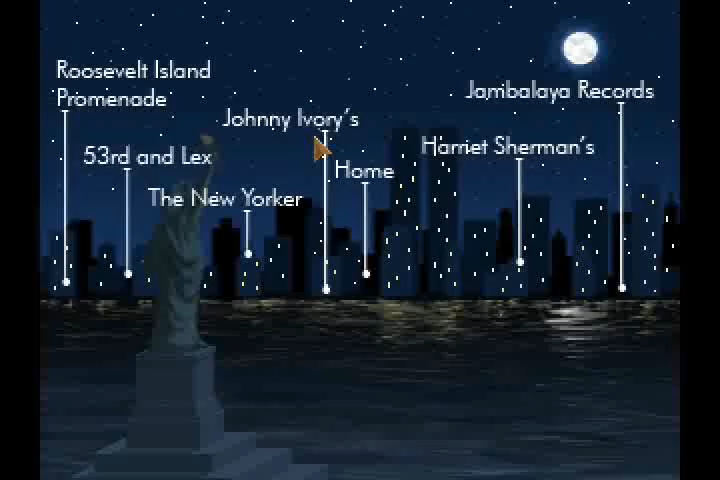 Roosevelt Island
Promenade
Jambalaya Records
Johnny Ivory's
Harriet Sherman's
53rd and Lex
Home
The New Yorker